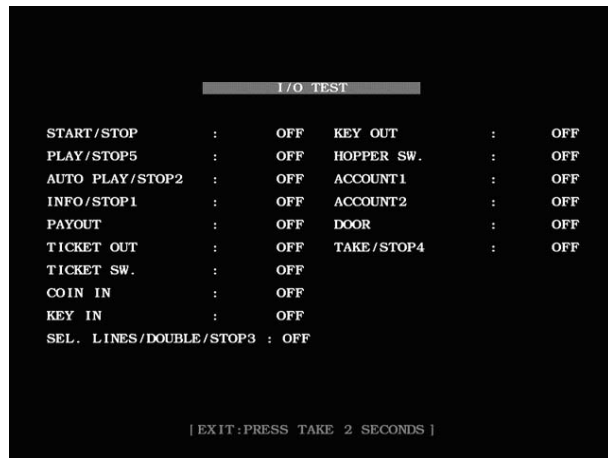 I/O TEST
START/STOP : OFF KEY OUT : OFF
PLAY/STOP5 : OFF HOPPER SW. : OFF
AUTO PLAY/STOP2 : OFF ACCOUNT1 : OFF
INFO/STOP1 : OFF ACCOUNT2 : OFF
PAYOUT : OFF DOOR : OFF
TICKET OUT : OFF TAKE/STOP4 : OFF
TICKET SW. : OFF
COIN IN : OFF
KEY IN : OFF
SEL. LINES/DOUBLE/STOP3 : OFF
[EXIT:PRESS TAKE 2 SECONDS]